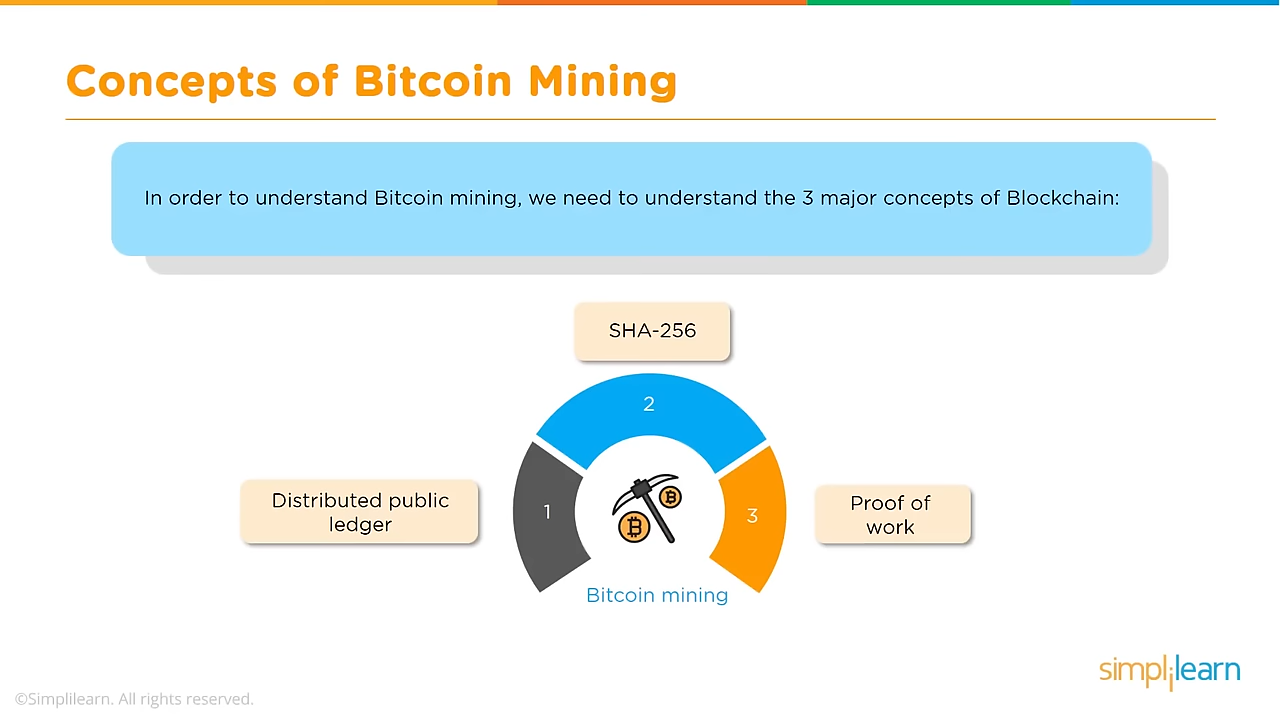 Concepts of Bitcoin Mining
In order to understand Bitcoin mining, we need to understand the 3 major concepts of Blockchain:
SHA-256
2
Distributed public
ledger
1
3
Proof of
work
Bitcoin mining
simplilearn
©Simplilearn. All rights reserved.